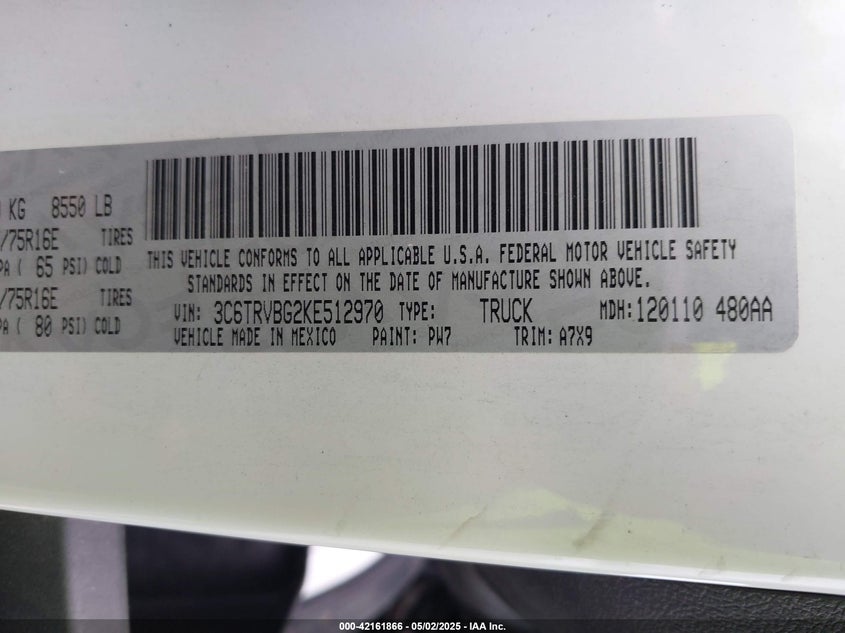 KG 8550 LB
/75R16E TIRES
PA ( 65 PSI) COLD
/75R16E TIRES
PA ( 80 PSI) COLD
THIS VEHICLE CONFORMS TO ALL APPLICABLE U.S.A. FEDERAL MOTOR VEHICLE SAFETY
STANDARDS IN EFFECT ON THE DATE OF MANUFACTURE SHOWN ABOVE.
VIN: 3C6TRVBG2KE512970 TYPE: TRUCK MDH: 120110 480AA
VEHICLE MADE IN MEXICO PAINT: PW7 TRIM: A7X9
000-42161866 - 05/02/2025 - IAA Inc.